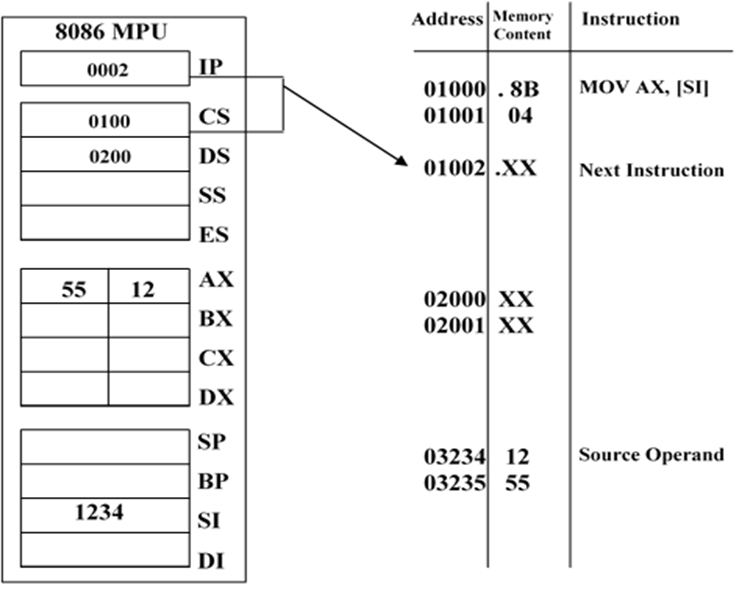 8086 MPU
0002 IP
0100 CS
0200 DS
SS
ES
55 12 AX
BX
CX
DX
SP
BP
1234 SI
DI
Address Memory Content Instruction
01000 . 8B MOV AX, [SI]
01001 04
01002 .XX Next Instruction
02000 XX
02001 XX
03234 12 Source Operand
03235 55